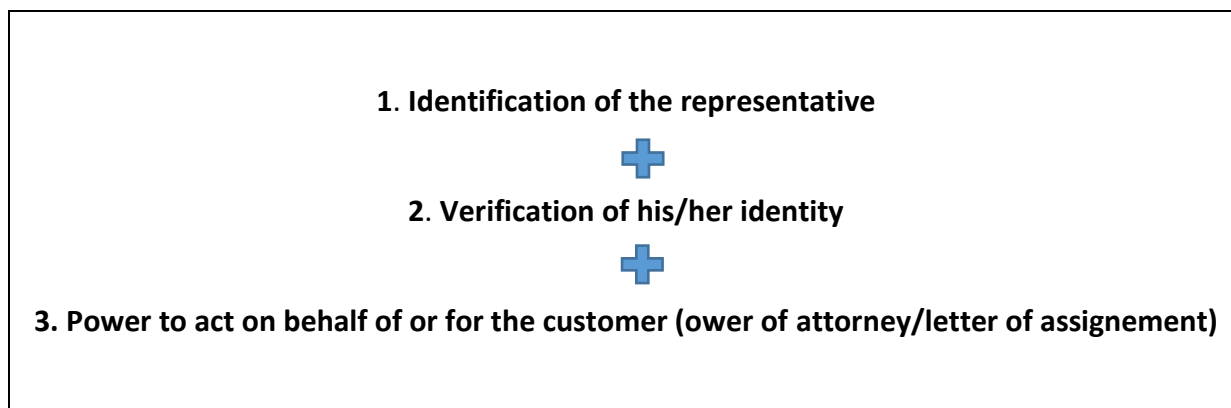 1. Identification of the representative
2. Verification of his/her identity
3. Power to act on behalf of or for the customer (ower of attorney/letter of assignement)